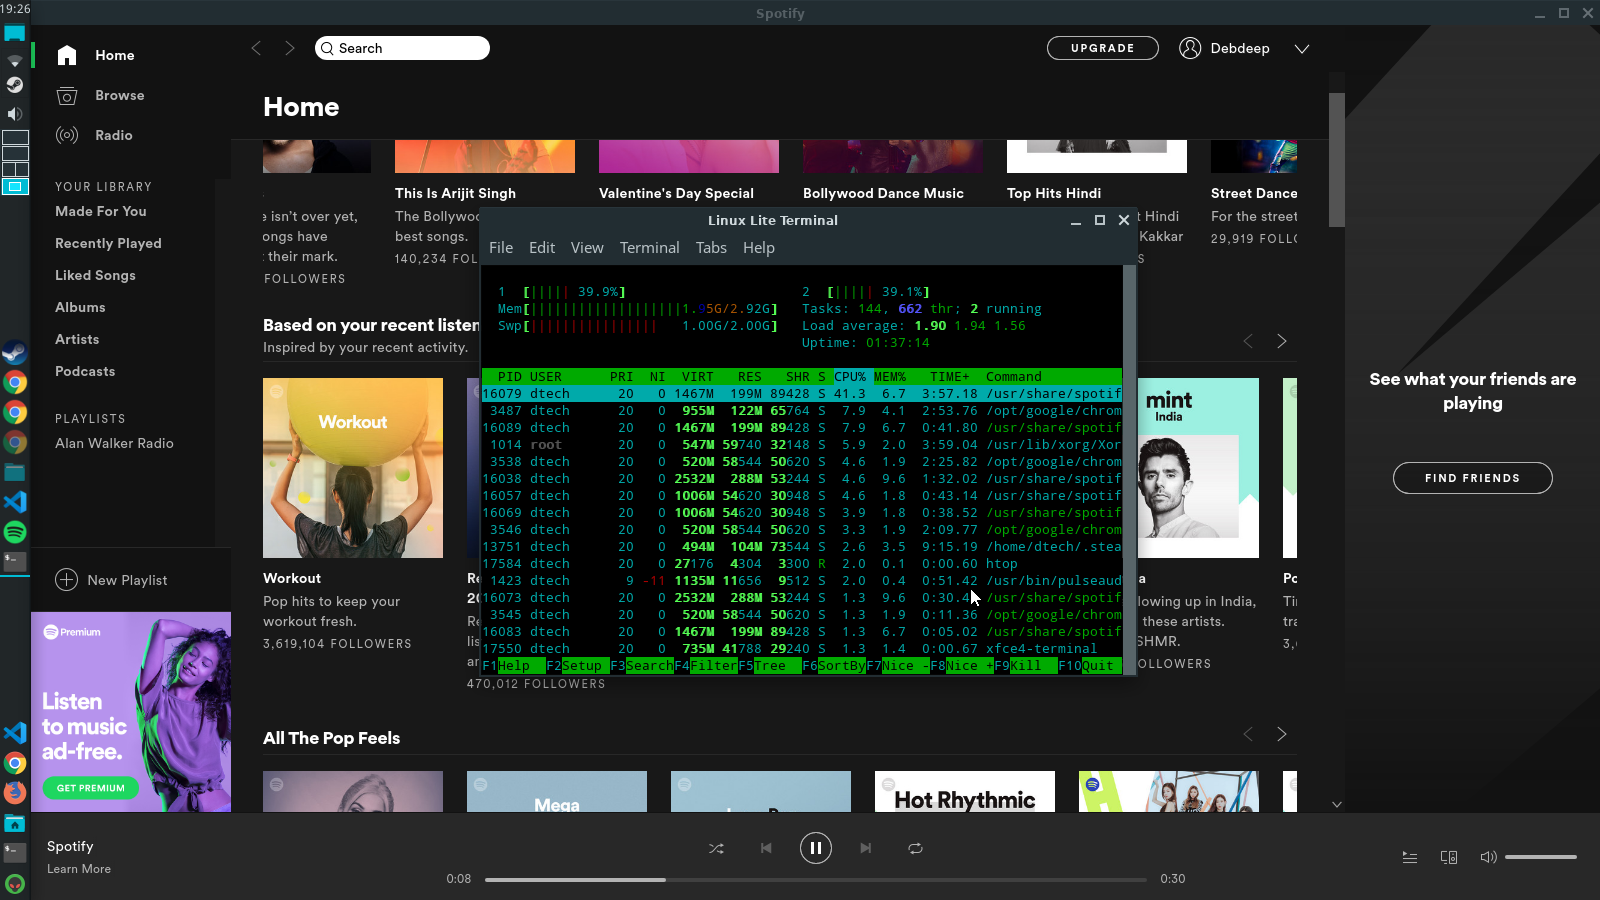 19:26
Spotify
Home
Browse
Radio
YOUR LIBRARY
Made For You
Recently Played
Liked Songs
Albums
Artists
Podcasts
PLAYLISTS
Alan Walker Radio
New Playlist
Premium
Listen
to music
ad-free.
GET PREMIUM
Search
UPGRADE
Debdeep
Home
e isn't over yet,
ongs have
their mark.
FOLLOWERS
This Is Arijit Singh
The Bollywoo
best songs.
140,234 FOL
Valentine's Day Special
Bollywood Dance Music
Top Hits Hindi
Hindi
Kakkar
S
Street Dance
For the street
29,919 FOLLO
Linux Lite Terminal
File Edit View Terminal Tabs Help
1 [||||| 39.9%] 2 [||||| 39.1%]
Mem[|||||||||||||||||||1.95G/2.92G] Tasks: 144, 662 thr; 2 running
Swp[|||||||||||||||| 1.00G/2.00G] Load average: 1.90 1.94 1.56
Uptime: 01:37:14
PID USER PRI NI VIRT RES SHR S CPU% MEM% TIME+ Command
16079 dtech 20 0 1467M 199M 89428 S 41.3 6.7 3:57.18 /usr/share/spotif
3487 dtech 20 0 955M 122M 65764 S 7.9 4.1 2:53.76 /opt/google/chrom
16089 dtech 20 0 1467M 199M 89428 S 7.9 6.7 0:41.80 /usr/share/spotif
1014 root 20 0 547M 59740 32148 S 5.9 2.0 3:59.04 /usr/lib/xorg/Xor
3538 dtech 20 0 520M 58544 50620 S 4.6 1.9 2:25.82 /opt/google/chrom
16038 dtech 20 0 2532M 288M 53244 S 4.6 9.6 1:32.02 /usr/share/spotif
16057 dtech 20 0 1006M 54620 30948 S 4.6 1.8 0:43.14 /usr/share/spotif
16069 dtech 20 0 1006M 54620 30948 S 3.9 1.8 0:38.52 /usr/share/spotif
3546 dtech 20 0 520M 58544 50620 S 3.3 1.9 2:09.77 /opt/google/chrom
13751 dtech 20 0 494M 104M 73544 S 2.6 3.5 9:15.19 /home/dtech/.stea
17584 dtech 20 0 27176 4304 3300 R 2.0 0.1 0:00.60 htop
1423 dtech 9 -11 1135M 11656 9512 S 2.0 0.4 0:51.42 /usr/bin/pulseaud
16073 dtech 20 0 2532M 288M 53244 S 1.3 9.6 0:30.4 /usr/share/spotif
3545 dtech 20 0 520M 58544 50620 S 1.3 1.9 0:11.36 /opt/google/chrom
16083 dtech 20 0 1467M 199M 89428 S 1.3 6.7 0:05.02 /usr/share/spotif
17550 dtech 20 0 735M 41788 29240 S 1.3 1.4 0:00.67 xfce4-terminal
F1Help F2Setup F3SearchF4FilterF5Tree F6SortByF7Nice -F8Nice +F9Kill F10Quit
Based on your recent listen
Inspired by your recent activity.
Workout
Workout
Pop hits to keep your
workout fresh.
3,619,104 FOLLOWERS
470,012 FOLLOWERS
mint
India
a
lowing up in India,
these artists.
SHMR.
OWERS
All The Pop Feels
Mega
Hot Rhythmic
See what your friends are
playing
FIND FRIENDS
Spotify
Learn More
0:08
0:30